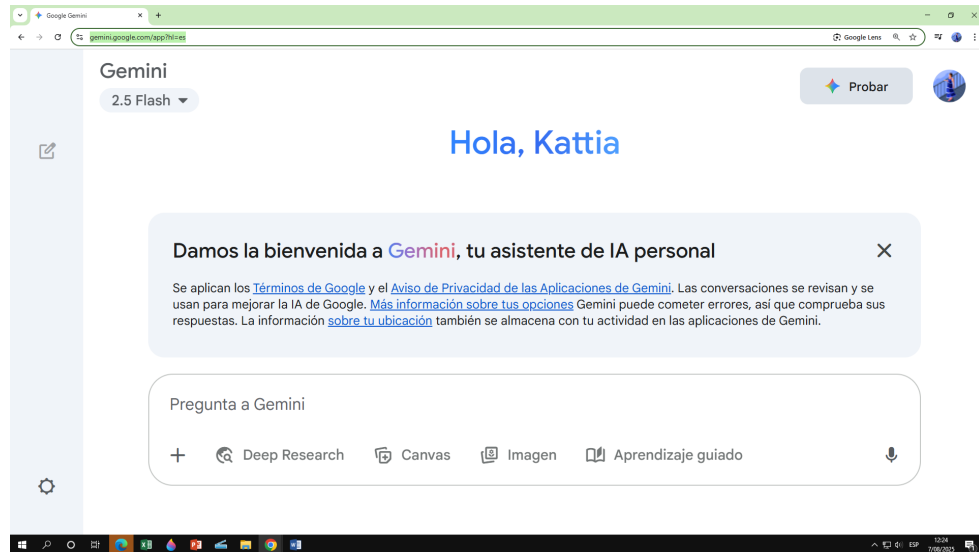 Google Gemini
gemini.google.com/app?hl=es
Google Lens
Gemini
2.5 Flash
Probar
Hola, Kattia
Damos la bienvenida a Gemini, tu asistente de IA personal
Se aplican los Términos de Google y el Aviso de Privacidad de las Aplicaciones de Gemini. Las conversaciones se revisan y se
usan para mejorar la IA de Google. Más información sobre tus opciones Gemini puede cometer errores, así que comprueba sus
respuestas. La información sobre tu ubicación también se almacena con tu actividad en las aplicaciones de Gemini.
Pregunta a Gemini
Deep Research Canvas Imagen Aprendizaje guiado
ESP
12:24
7/08/2025